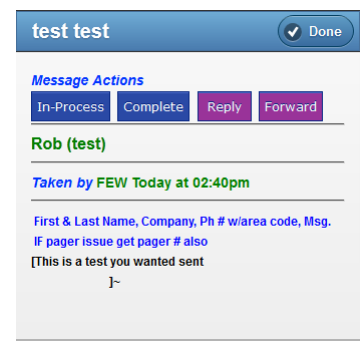 test test Done
Message Actions
In-Process Complete Reply Forward
Rob (test)
Taken by FEW Today at 02:40pm
First & Last Name, Company, Ph # w/area code, Msg.
IF pager issue get pager # also
[This is a test you wanted sent
]~